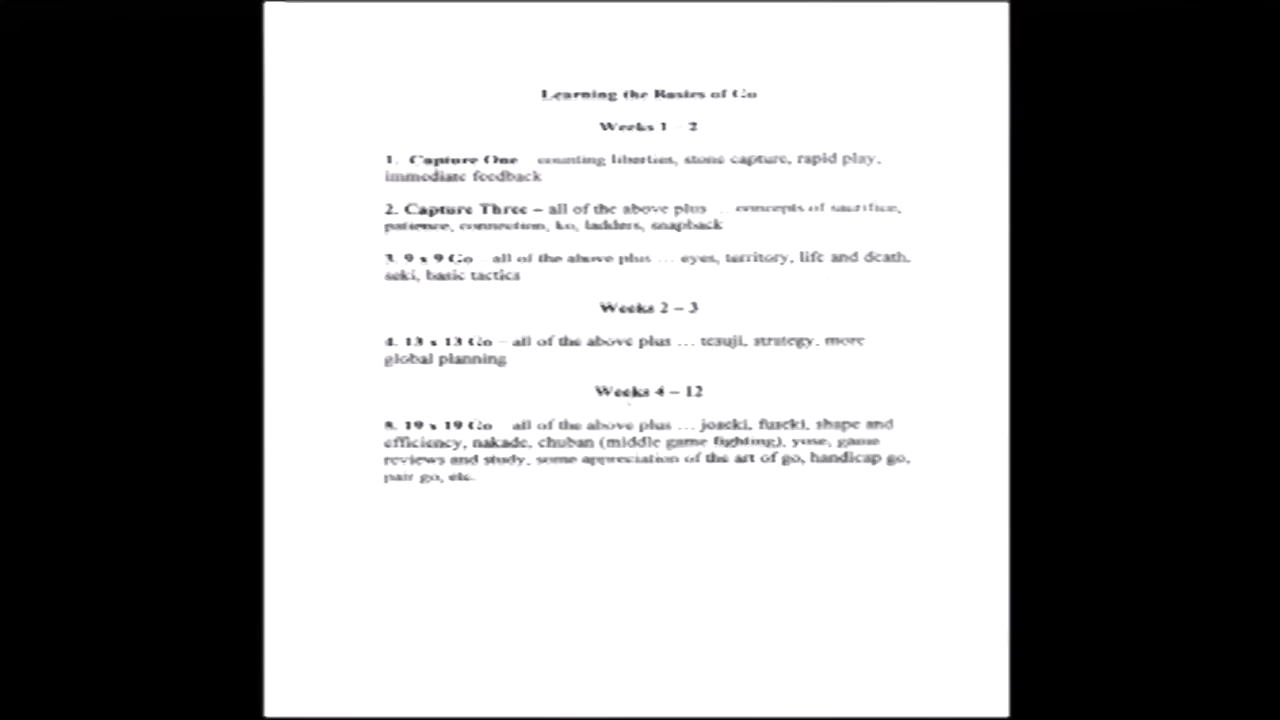 Learning the Basics of Go
Weeks 1 – 2
1. Capture One – counting liberties, stone capture, rapid play,
immediate feedback
2. Capture Three – all of the above plus … concepts of sacrifice,
patience, connection, ko, ladders, snapback
3. 9 x 9 Go – all of the above plus … eyes, territory, life and death,
seki, basic tactics
Weeks 2 – 3
4. 13 x 13 Go – all of the above plus … tesuji, strategy, more
global planning
Weeks 4 – 12
5. 19 x 19 Go – all of the above plus … joseki, fuseki, shape and
efficiency, nakade, chuban (middle game fighting), yose, game
reviews and study, some appreciation of the art of go, handicap go,
pair go, etc.